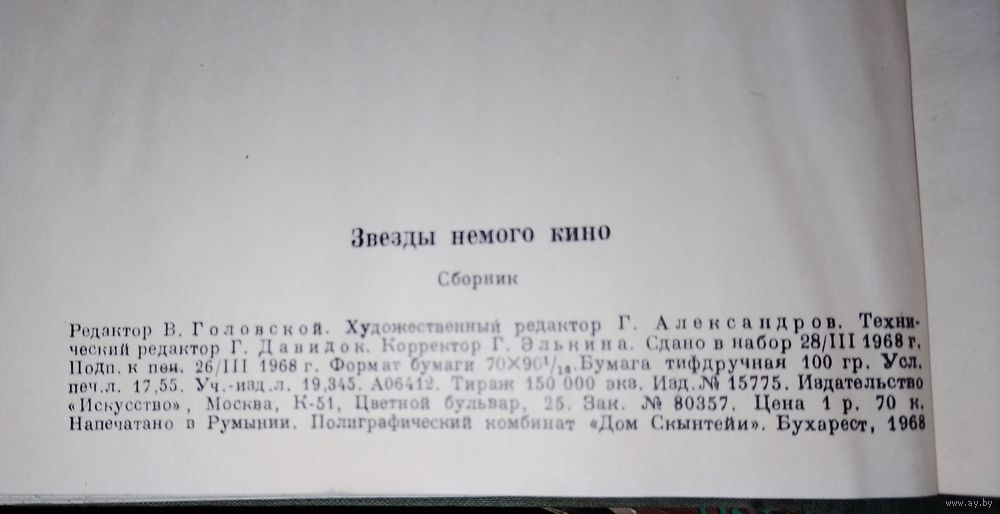 Звезды немого кино
Сборник
Редактор В. Головской. Художественный редактор Г. Александров. Техни-
ческий редактор Г. Давидок. Корректор Г. Элькина. Сдано в набор 28/III 1968 г.
Подп. к печ. 26/III 1968 г. Формат бумаги 70×90¹/₁₆. Бумага тифдручная 100 гр. Усл.
печ.л. 17,55. Уч.-изд.л. 19,345. А06412. Тираж 150 000 экз. Изд.№ 15775. Издательство
«Искусство», Москва, К-51, Цветной бульвар, 25. Зак. № 80357. Цена 1 р. 70 к.
Напечатано в Румынии. Полиграфический комбинат «Дом Скынтейи». Бухарест, 1968
www.ay.by